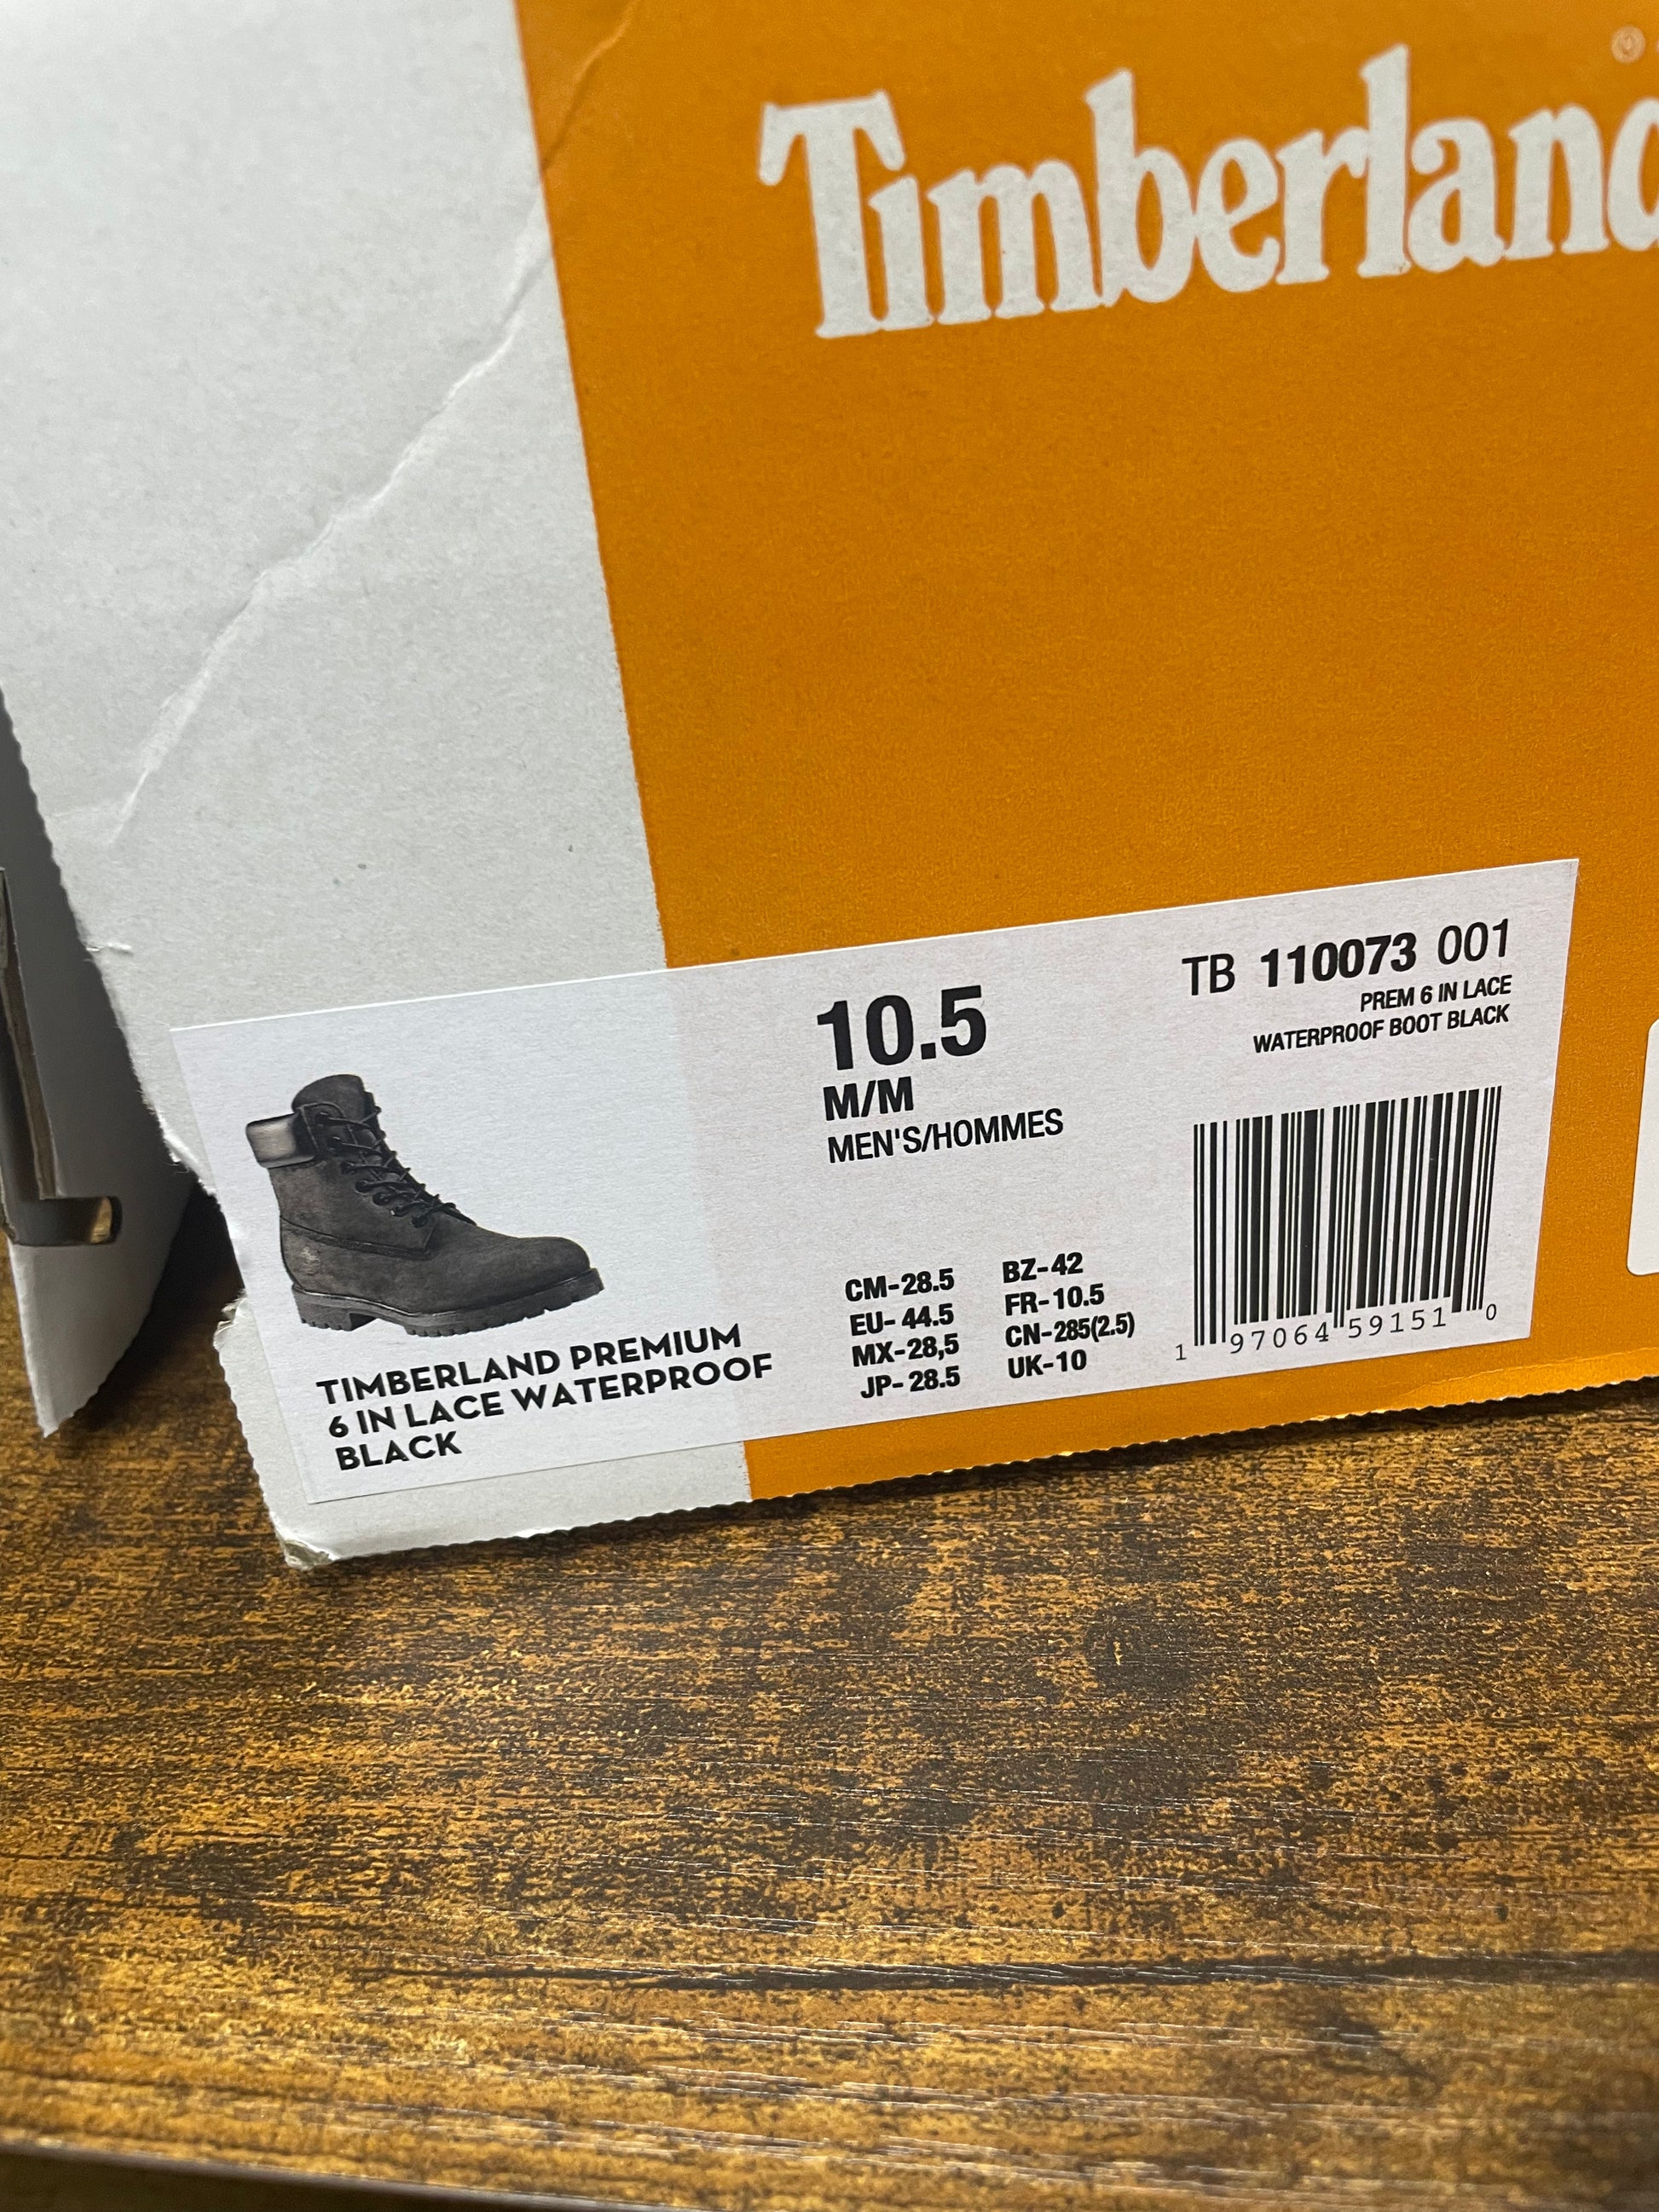 Timberland
®
10.5
M/M
MEN'S/HOMMES
TB 110073 001
PREM 6 IN LACE
WATERPROOF BOOT BLACK
TIMBERLAND PREMIUM
6 IN LACE WATERPROOF
BLACK
CM-28.5 BZ-42
EU- 44.5 FR-10.5
MX-28,5 CN-285(2.5)
JP- 28.5 UK-10
1 97064 59151 0